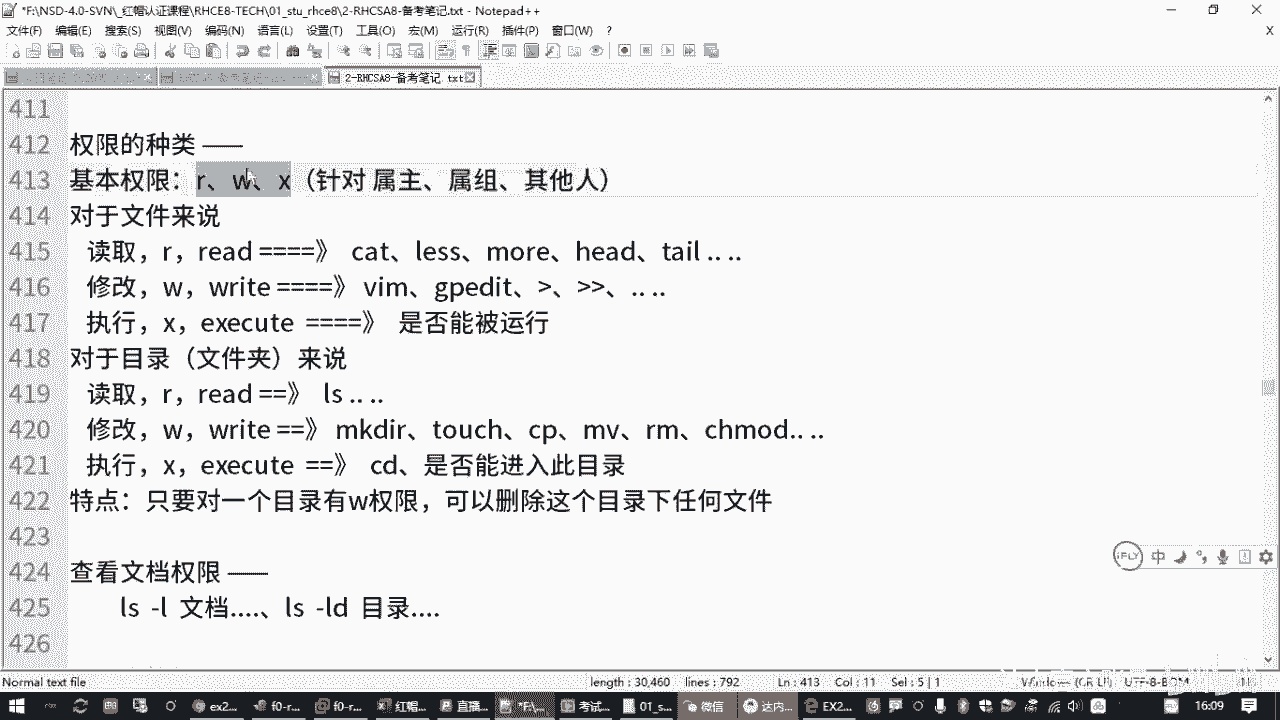 *F:\NSD-4.0-SVN\_红帽认证课程\RHCE8-TECH\01_stu_rhce8\2-RHCSA8-备考笔记.txt - Notepad++
文件(F) 编辑(E) 搜索(S) 视图(V) 编码(N) 语言(L) 设置(T) 工具(O) 宏(M) 运行(R) 插件(P) 窗口(W) ? X
2-RHCSA8-备考笔记.txt
411
412 权限的种类 ——
413 基本权限：r、w、x（针对 属主、属组、其他人）
414 对于文件来说
415 读取，r，read ====》 cat、less、more、head、tail .. ..
416 修改，w，write ====》 vim、gpedit、>、>>、.. ..
417 执行，x，execute ====》 是否能被运行
418 对于目录（文件夹）来说
419 读取，r，read ==》 ls .. ..
420 修改，w，write ==》 mkdir、touch、cp、mv、rm、chmod.. ..
421 执行，x，execute ==》 cd、是否能进入此目录
422 特点：只要对一个目录有w权限，可以删除这个目录下任何文件
423
424 查看文档权限 ——
425 ls -l 文档....、ls -ld 目录....
426
iFLY 中
Normal text file length : 30,460 lines : 792 Ln : 413 Col : 11 Sel : 5 | 1 Windows (CR LF) UTF-8-BOM
ex2... f0-r... f0-r... 红帽... 直播... *F:\... 考试... 01_5... 微信 达内... EX2... 16:09